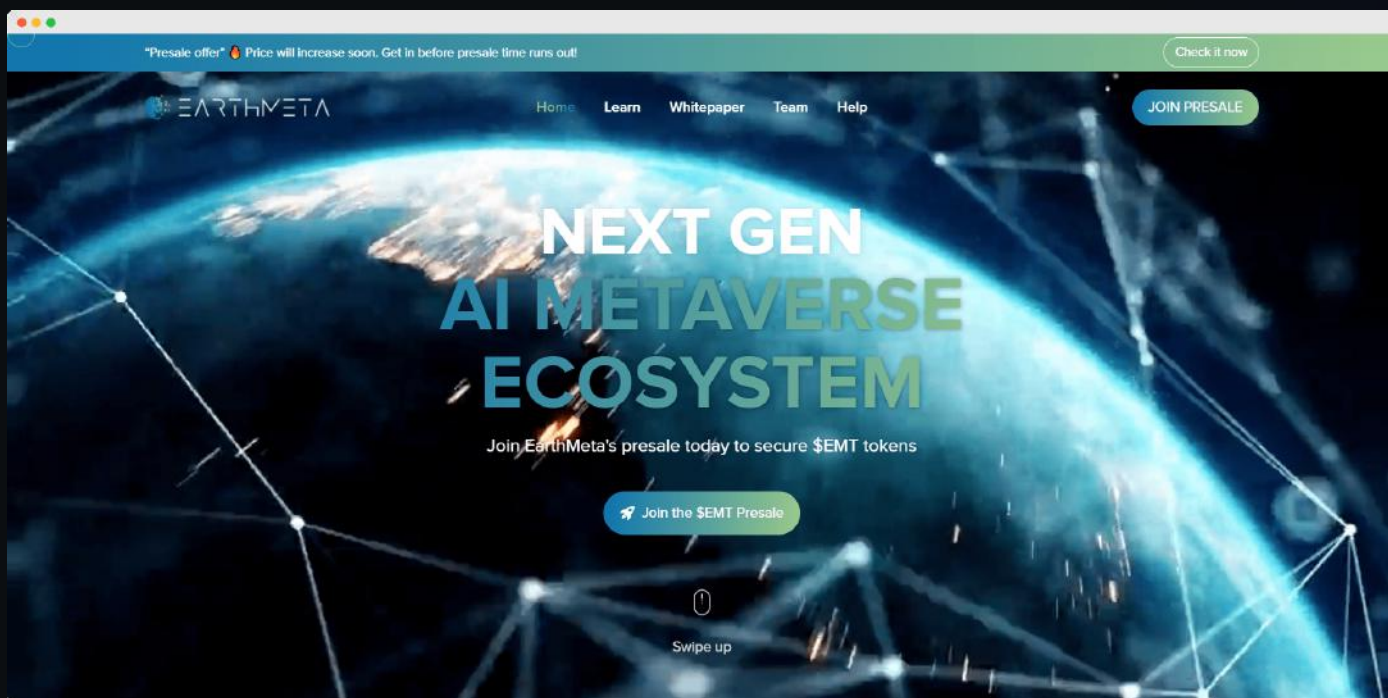 "Presale offer" 🔥 Price will increase soon. Get in before presale time runs out!
Check it now
EARTHMETA
Home
Learn
Whitepaper
Team
Help
JOIN PRESALE
NEXT GEN
AI METAVERSE
ECOSYSTEM
Join EarthMeta's presale today to secure $EMT tokens
Join the $EMT Presale
Swipe up